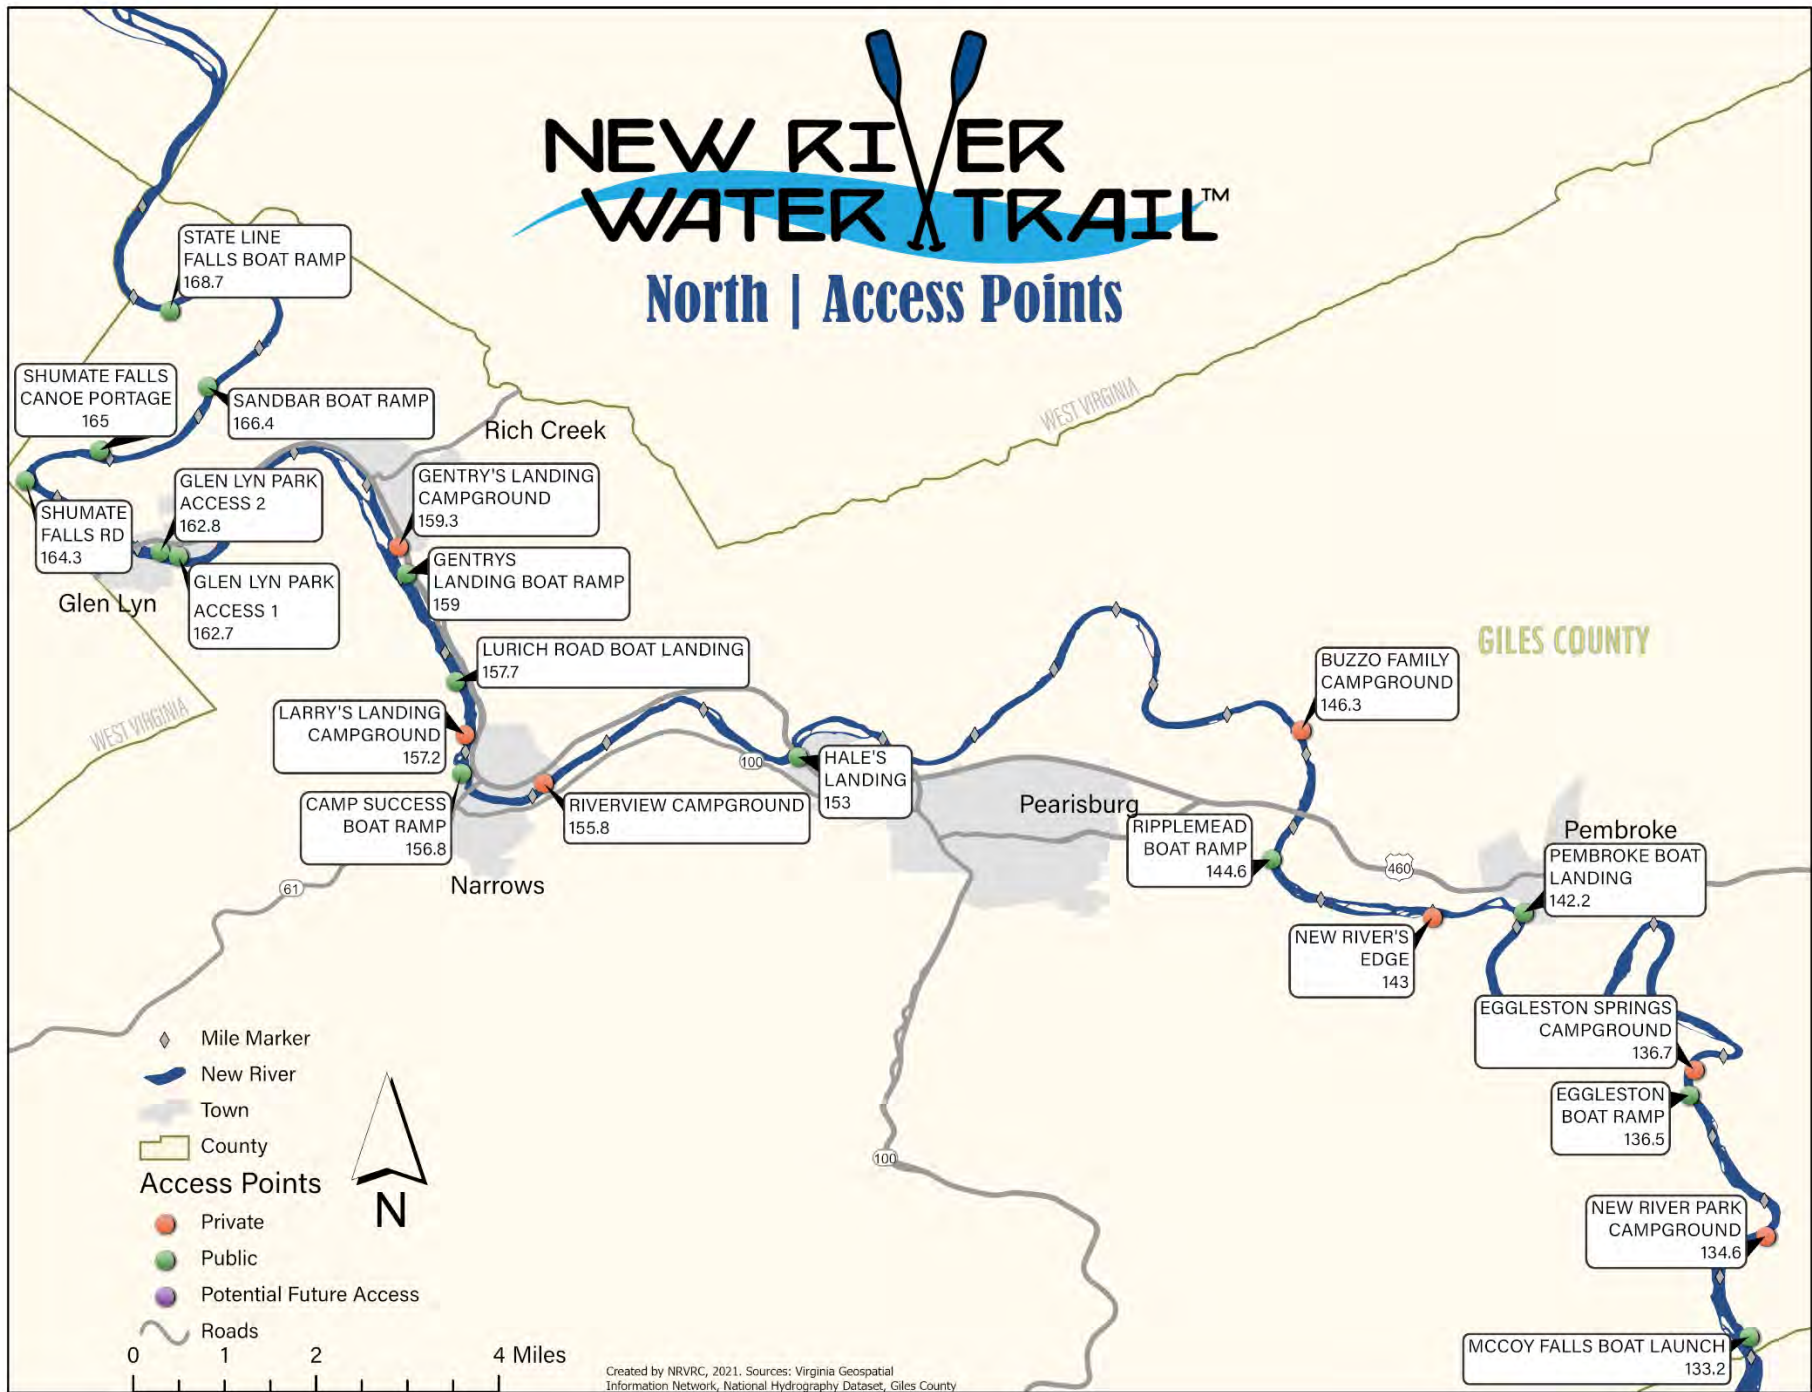 NEW RIVER
WATER TRAIL™
North | Access Points
STATE LINE
FALLS BOAT RAMP
168.7
SHUMATE FALLS
CANOE PORTAGE
165
SANDBAR BOAT RAMP
166.4
Rich Creek
WEST VIRGINIA
GLEN LYN PARK
ACCESS 2
162.8
GENTRY'S LANDING
CAMPGROUND
159.3
SHUMATE
FALLS RD
164.3
GENTRYS
LANDING BOAT RAMP
159
Glen Lyn
GLEN LYN PARK
ACCESS 1
162.7
LURICH ROAD BOAT LANDING
157.7
GILES COUNTY
BUZZO FAMILY
CAMPGROUND
146.3
WEST VIRGINIA
LARRY'S LANDING
CAMPGROUND
157.2
100
HALE'S
LANDING
153
CAMP SUCCESS
BOAT RAMP
156.8
RIVERVIEW CAMPGROUND
155.8
Pearisburg
RIPPLEMEAD
BOAT RAMP
144.6
Pembroke
PEMBROKE BOAT
LANDING
142.2
460
61
Narrows
NEW RIVER'S
EDGE
143
EGGLESTON SPRINGS
CAMPGROUND
136.7
EGGLESTON
BOAT RAMP
136.5
100
NEW RIVER PARK
CAMPGROUND
134.6
MCCOY FALLS BOAT LAUNCH
133.2
Mile Marker
New River
Town
County
Access Points
Private
Public
Potential Future Access
Roads
N
0 1 2 4 Miles
Created by NRVRC, 2021. Sources: Virginia Geospatial
Information Network, National Hydrography Dataset, Giles County